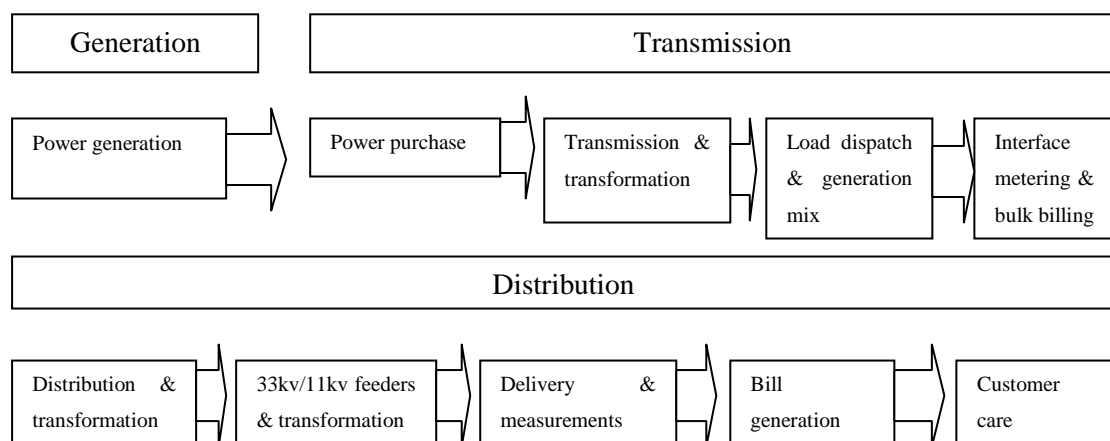 Generation
Transmission
Power generation
Power purchase
Transmission &
transformation
Load dispatch
& generation
mix
Interface
metering &
bulk billing
Distribution
Distribution &
transformation
33kv/11kv feeders
& transformation
Delivery &
measurements
Bill
generation
Customer
care